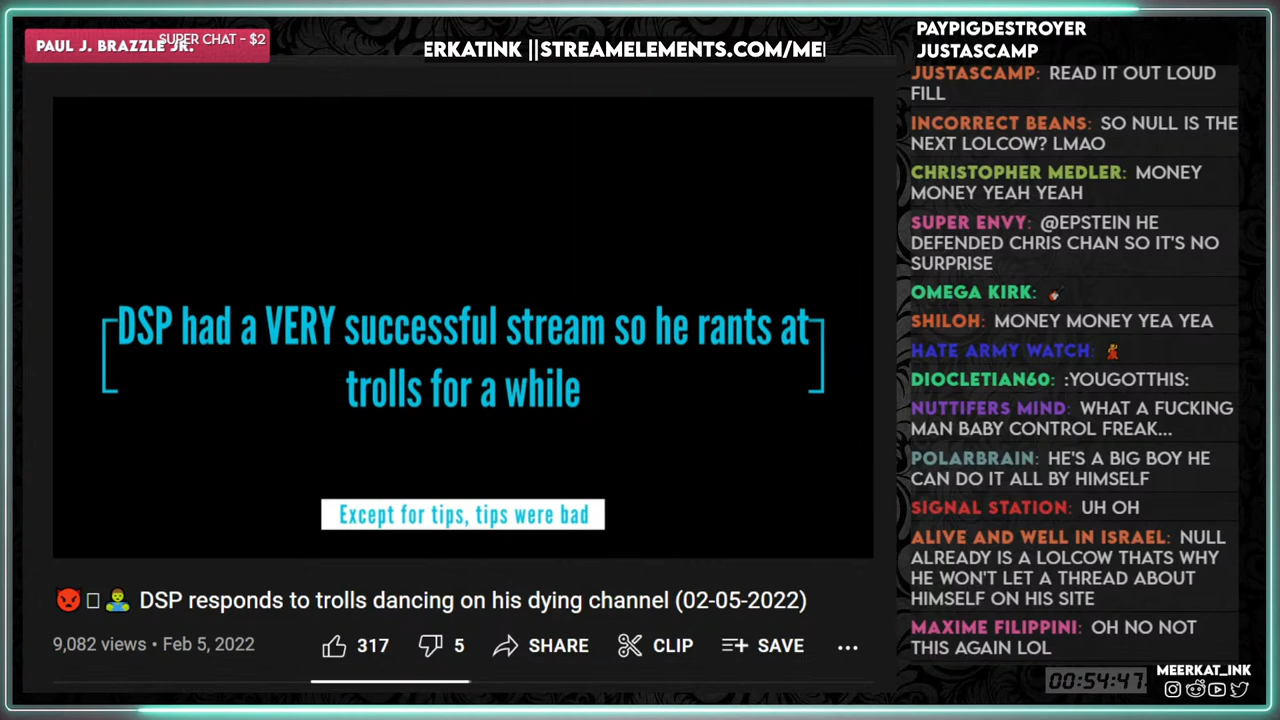 PAUL J. BRAZZLE JR.
SUPER CHAT - $2
ERKATINK ||STREAMELEMENTS.COM/MEI
PAYPIGDESTROYER
JUSTASCAMP
JUSTASCAMP: READ IT OUT LOUD
FILL
INCORRECT BEANS: SO NULL IS THE
NEXT LOLCOW? LMAO
CHRISTOPHER MEDLER: MONEY
MONEY YEAH YEAH
SUPER ENVY: @EPSTEIN HE
DEFENDED CHRIS CHAN SO IT'S NO
SURPRISE
OMEGA KIRK:
SHILOH: MONEY MONEY YEA YEA
HATE ARMY WATCH:
DIOCLETIAN60: :YOUGOTTHIS:
NUTTIFERS MIND: WHAT A FUCKING
MAN BABY CONTROL FREAK...
POLARBRAIN: HE'S A BIG BOY HE
CAN DO IT ALL BY HIMSELF
SIGNAL STATION: UH OH
ALIVE AND WELL IN ISRAEL: NULL
ALREADY IS A LOLCOW THATS WHY
HE WON'T LET A THREAD ABOUT
HIMSELF ON HIS SITE
MAXIME FILIPPINI: OH NO NOT
THIS AGAIN LOL
DSP had a VERY successful stream so he rants at
trolls for a while
Except for tips, tips were bad
DSP responds to trolls dancing on his dying channel (02-05-2022)
9,082 views • Feb 5, 2022
317
5
SHARE
CLIP
SAVE
00:54:47
MEERKAT_INK